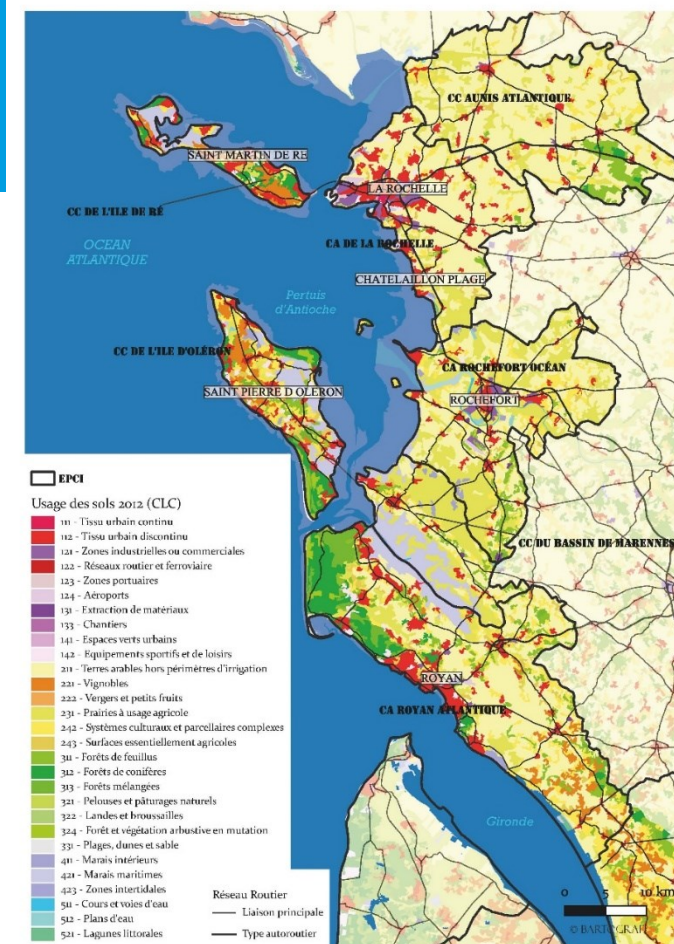 CC AUNIS ATLANTIQUE
SAINT MARTIN DE RE
LA ROCHELLE
CC DE L'ILE DE RÉ
OCEAN
ATLANTIQUE
CA DE LA ROCHELLE
CHATELAILLON PLAGE
Pertuis
d'Antioche
CC DE L'ILE D'OLÉRON
CA ROCHEFORT OCÉAN
SAINT PIERRE D OLERON
ROCHEFORT
CC DU BASSIN DE MARENNES
ROYAN
CA ROYAN ATLANTIQUE
Gironde
EPCI
Usage des sols 2012 (CLC)
111 - Tissu urbain continu
112 - Tissu urbain discontinu
121 - Zones industrielles ou commerciales
122 - Réseaux routier et ferroviaire
123 - Zones portuaires
124 - Aéroports
131 - Extraction de matériaux
133 - Chantiers
141 - Espaces verts urbains
142 - Equipements sportifs et de loisirs
211 - Terres arables hors périmètres d'irrigation
221 - Vignobles
222 - Vergers et petits fruits
231 - Prairies à usage agricole
242 - Systèmes culturaux et parcellaires complexes
243 - Surfaces essentiellement agricoles
311 - Forêts de feuillus
312 - Forêts de conifères
313 - Forêts mélangées
321 - Pelouses et pâturages naturels
322 - Landes et broussailles
324 - Forêt et végétation arbustive en mutation
331 - Plages, dunes et sable
411 - Marais intérieurs
421 - Marais maritimes
423 - Zones intertidales
511 - Cours et voies d'eau
512 - Plans d'eau
521 - Lagunes littorales
Réseau Routier
Liaison principale
Type autoroutier
0 5 10 km